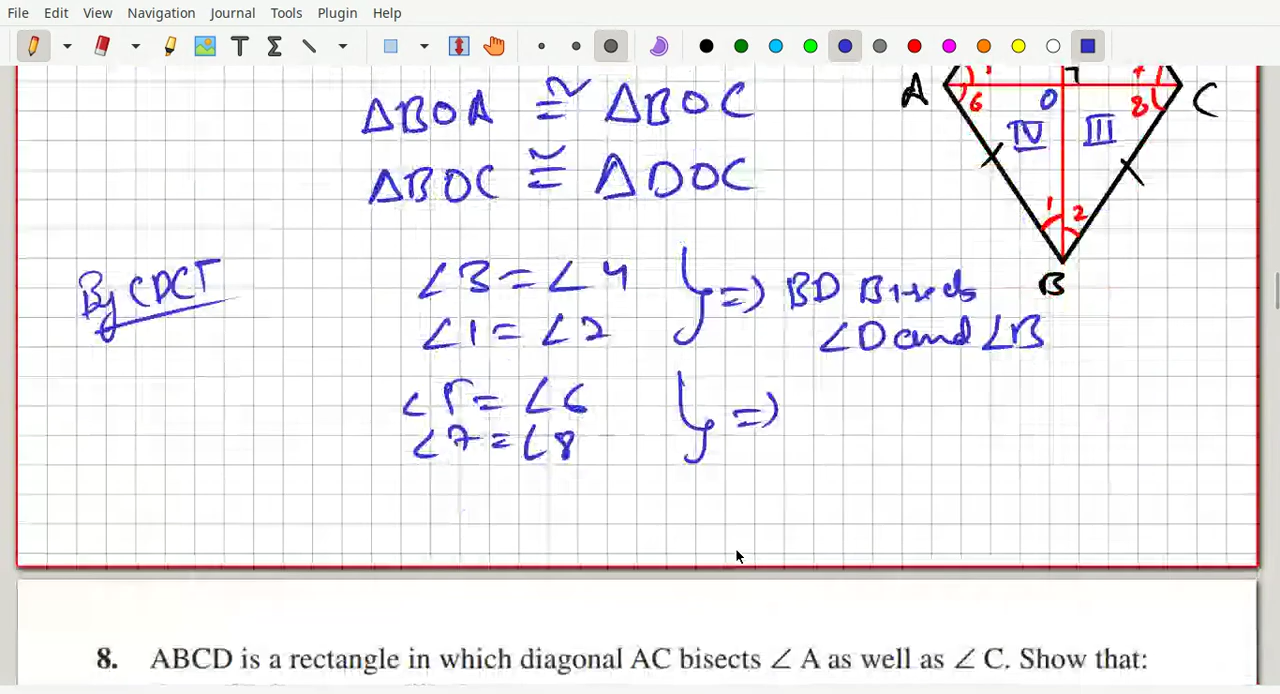 File Edit View Navigation Journal Tools Plugin Help
ΔBOA ≅ ΔBOC
ΔBOC ≅ ΔDOC
A 6 O 8 C
IV III
1 2
B
By CPCT
∠3 = ∠4 } => BD Bisects
∠1 = ∠2 ∠D and ∠B
∠5 = ∠6 } =>
∠7 = ∠8
8. ABCD is a rectangle in which diagonal AC bisects ∠ A as well as ∠ C. Show that: